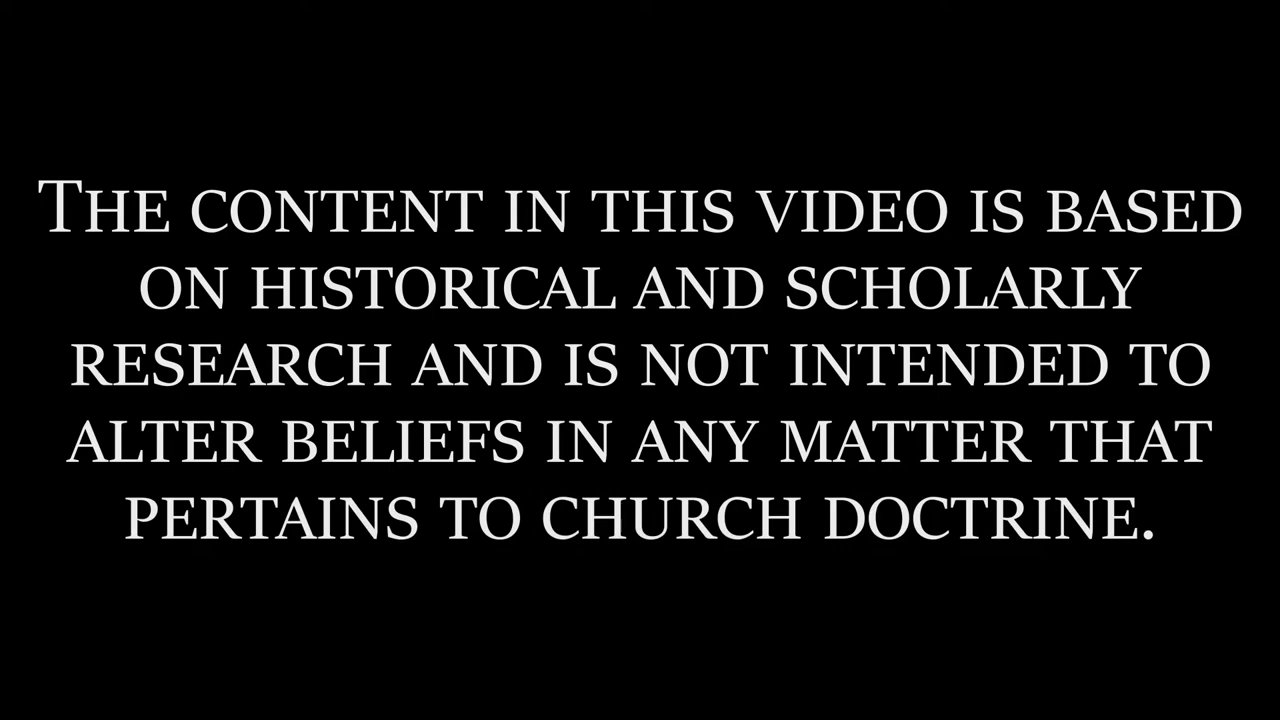 The content in this video is based
on historical and scholarly
research and is not intended to
alter beliefs in any matter that
pertains to church doctrine.